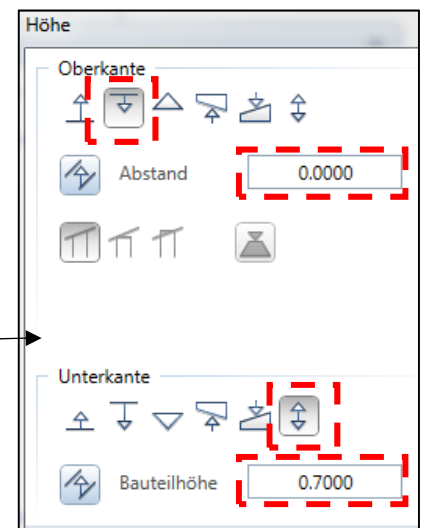 Höhe
Oberkante
Abstand 0.0000
Unterkante
Bauteilhöhe 0.7000